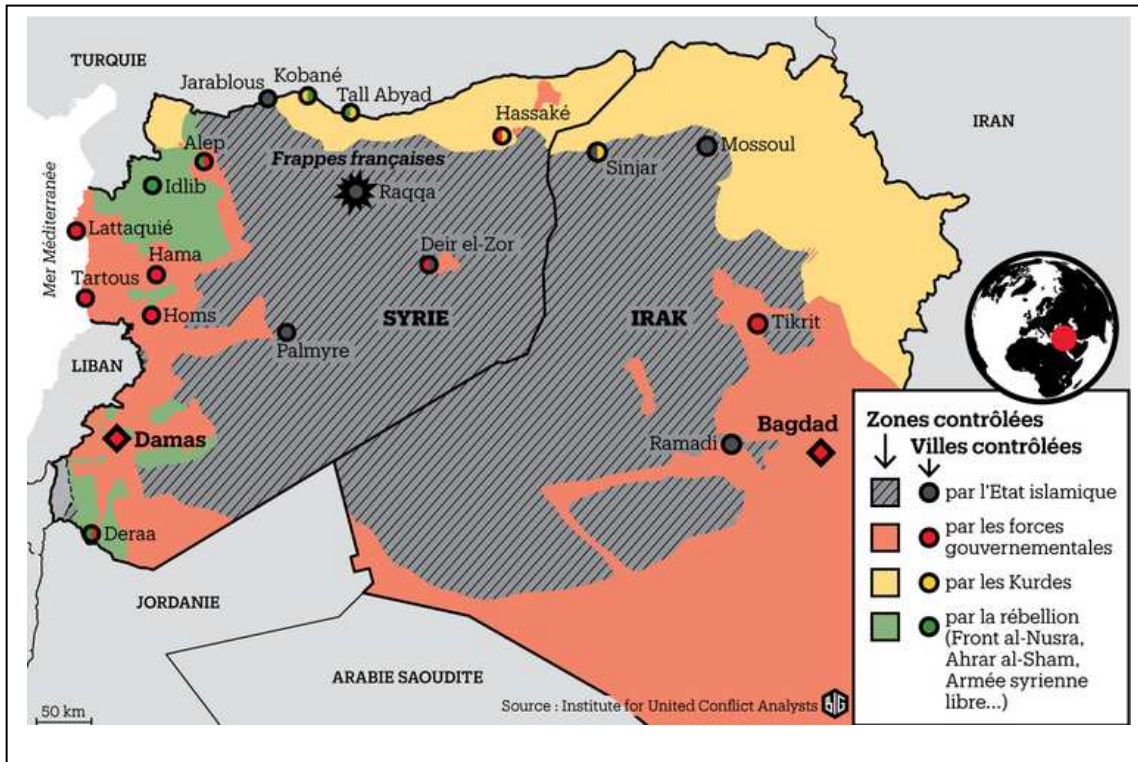 TURQUIE
Jarablous
Kobané
Tall Abyad
Hassaké
IRAN
Alep
Frappes françaises
Sinjar
Mossoul
Idlib
Raqqa
Mer Méditerranée
Lattaquié
Hama
Deir el-Zor
Tartous
Homs
SYRIE
IRAK
Tikrit
Palmyre
LIBAN
Damas
Ramadi
Bagdad
Deraa
JORDANIE
ARABIE SAOUDITE
50 km
Source : Institute for United Conflict Analysts
b!G
Zones contrôlées
Villes contrôlées
par l'Etat islamique
par les forces
gouvernementales
par les Kurdes
par la rébellion
(Front al-Nusra,
Ahrar al-Sham,
Armée syrienne
libre...)